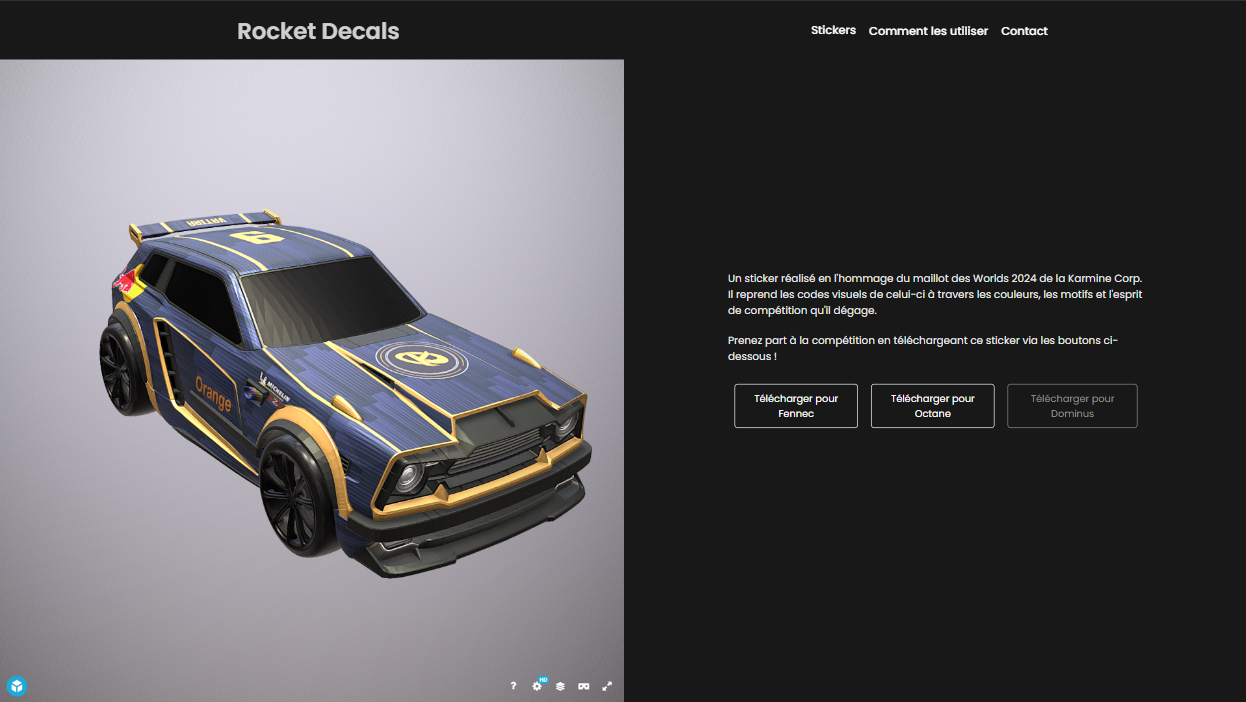 Rocket Decals
Stickers
Comment les utiliser
Contact
Un sticker réalisé en l'hommage du maillot des Worlds 2024 de la Karmine Corp.
Il reprend les codes visuels de celui-ci à travers les couleurs, les motifs et l'esprit
de compétition qu'il dégage.
Prenez part à la compétition en téléchargeant ce sticker via les boutons ci-
dessous !
Télécharger pour
Fennec
Télécharger pour
Octane
Télécharger pour
Dominus
Orange
MICHELIN
HD
?